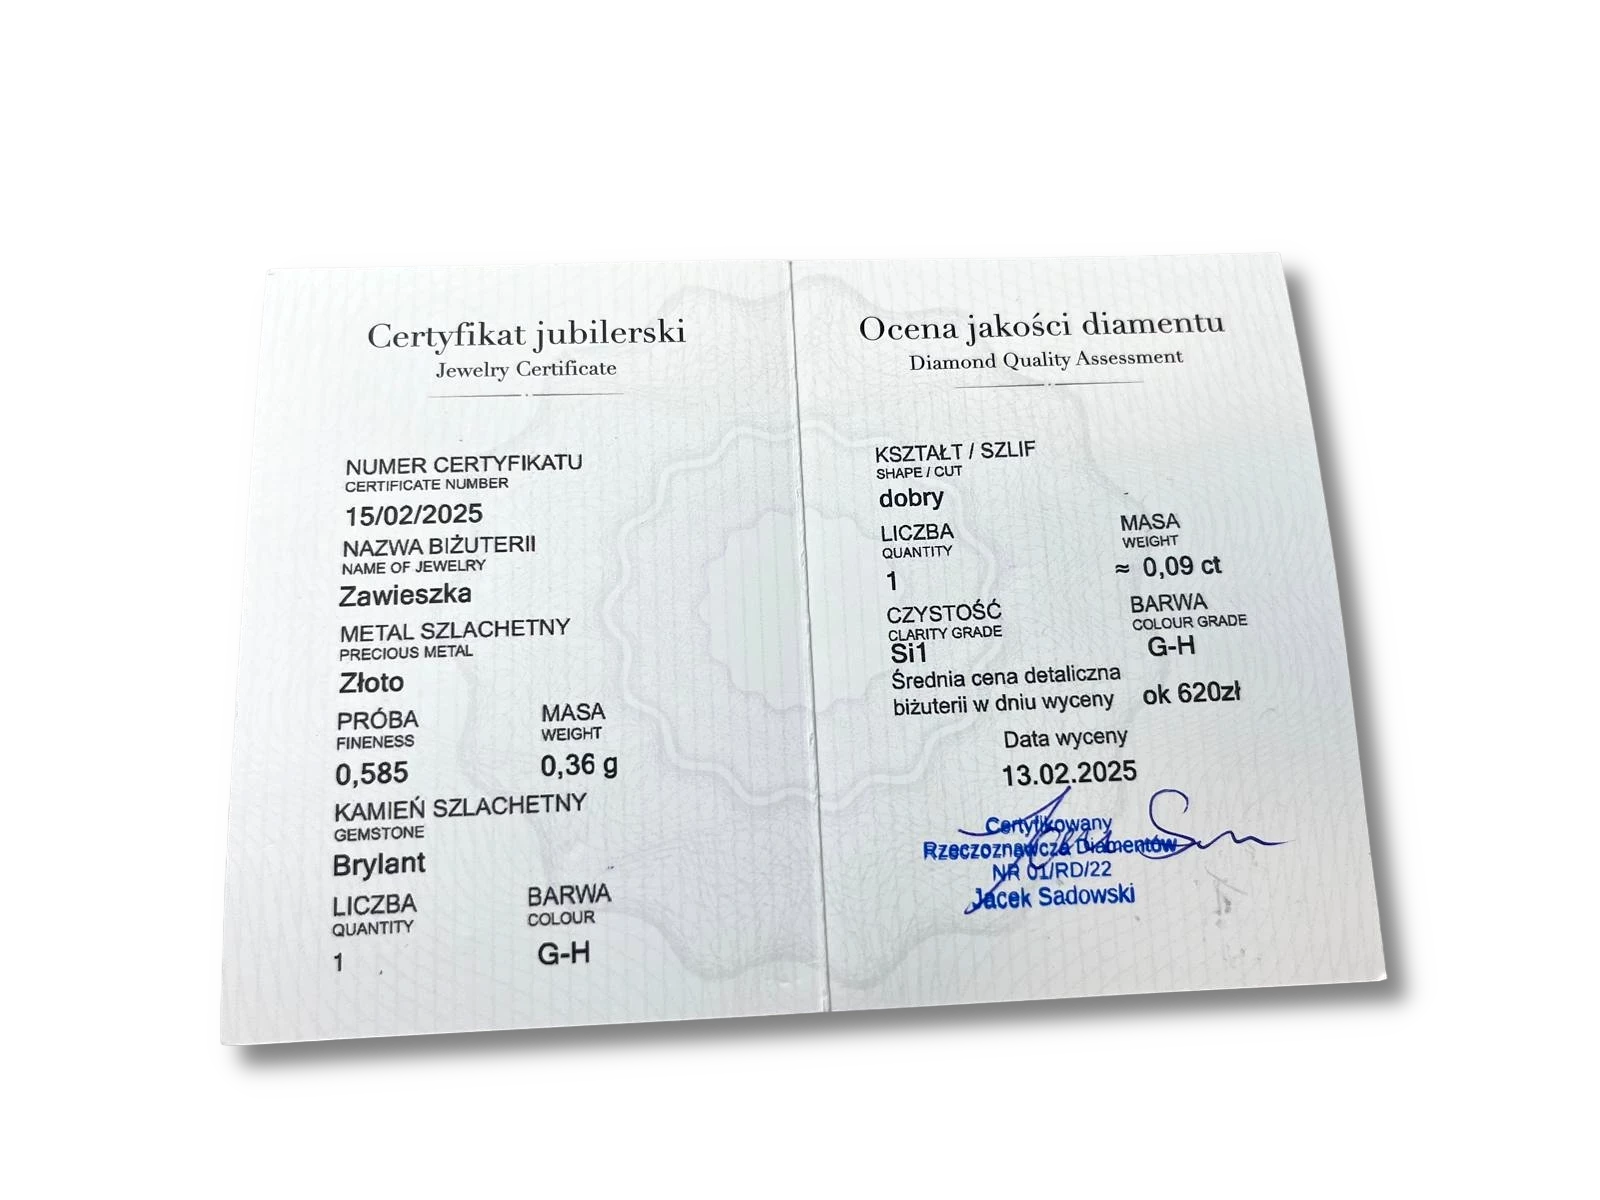 Certyfikat jubilerski
Jewelry Certificate
NUMER CERTYFIKATU
CERTIFICATE NUMBER
15/02/2025
NAZWA BIŻUTERII
NAME OF JEWELRY
Zawieszka
METAL SZLACHETNY
PRECIOUS METAL
Złoto
PRÓBA MASA
FINENESS WEIGHT
0,585 0,36 g
KAMIEŃ SZLACHETNY
GEMSTONE
Brylant
LICZBA BARWA
QUANTITY COLOUR
1 G-H
Ocena jakości diamentu
Diamond Quality Assessment
KSZTAŁT / SZLIF
SHAPE / CUT
dobry
LICZBA MASA
QUANTITY WEIGHT
1 ≈ 0,09 ct
CZYSTOŚĆ BARWA
CLARITY GRADE COLOUR GRADE
Si1 G-H
Średnia cena detaliczna
biżuterii w dniu wyceny ok 620zł
Data wyceny
13.02.2025
Certyfikowany
Rzeczoznawcza Diamentów
NR 01/RD/22
Jacek Sadowski